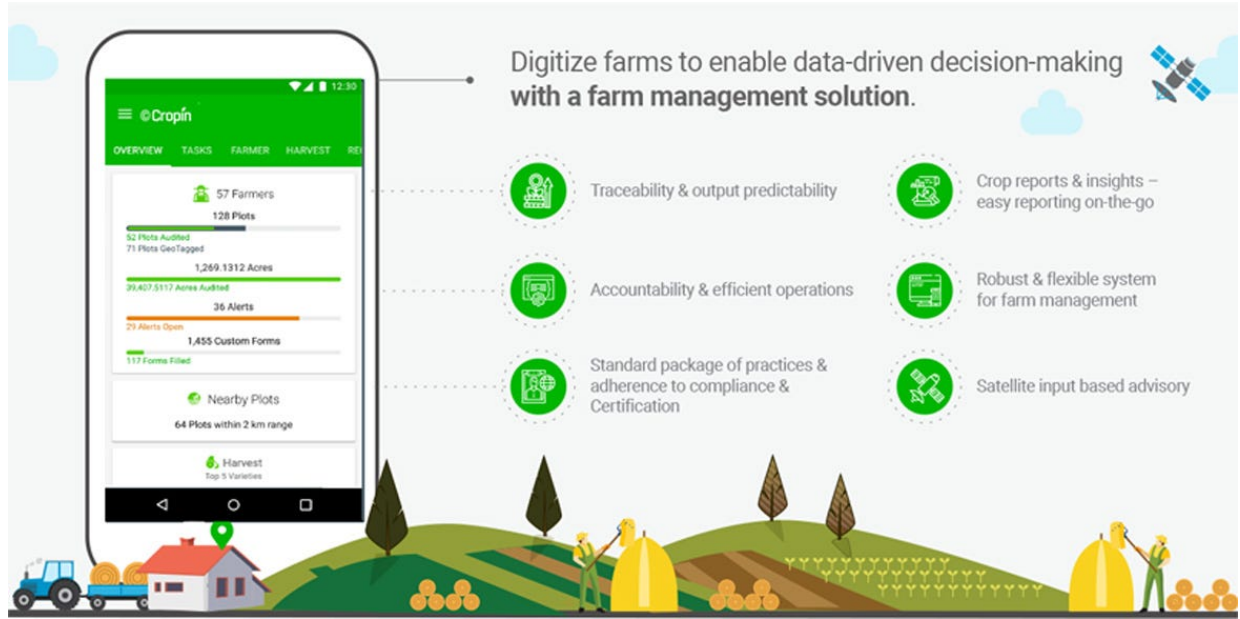 12:30
©Cropin
OVERVIEW TASKS FARMER HARVEST RE
57 Farmers
128 Plots
52 Plots Audited
71 Plots GeoTagged
1,269.1312 Acres
39,407.5117 Acres Audited
36 Alerts
29 Alerts Open
1,455 Custom Forms
117 Forms Filled
Nearby Plots
64 Plots within 2 km range
Harvest
Top 5 Varieties
Digitize farms to enable data-driven decision-making
with a farm management solution.
Traceability & output predictability
Accountability & efficient operations
Standard package of practices &
adherence to compliance &
Certification
Crop reports & insights –
easy reporting on-the-go
Robust & flexible system
for farm management
Satellite input based advisory